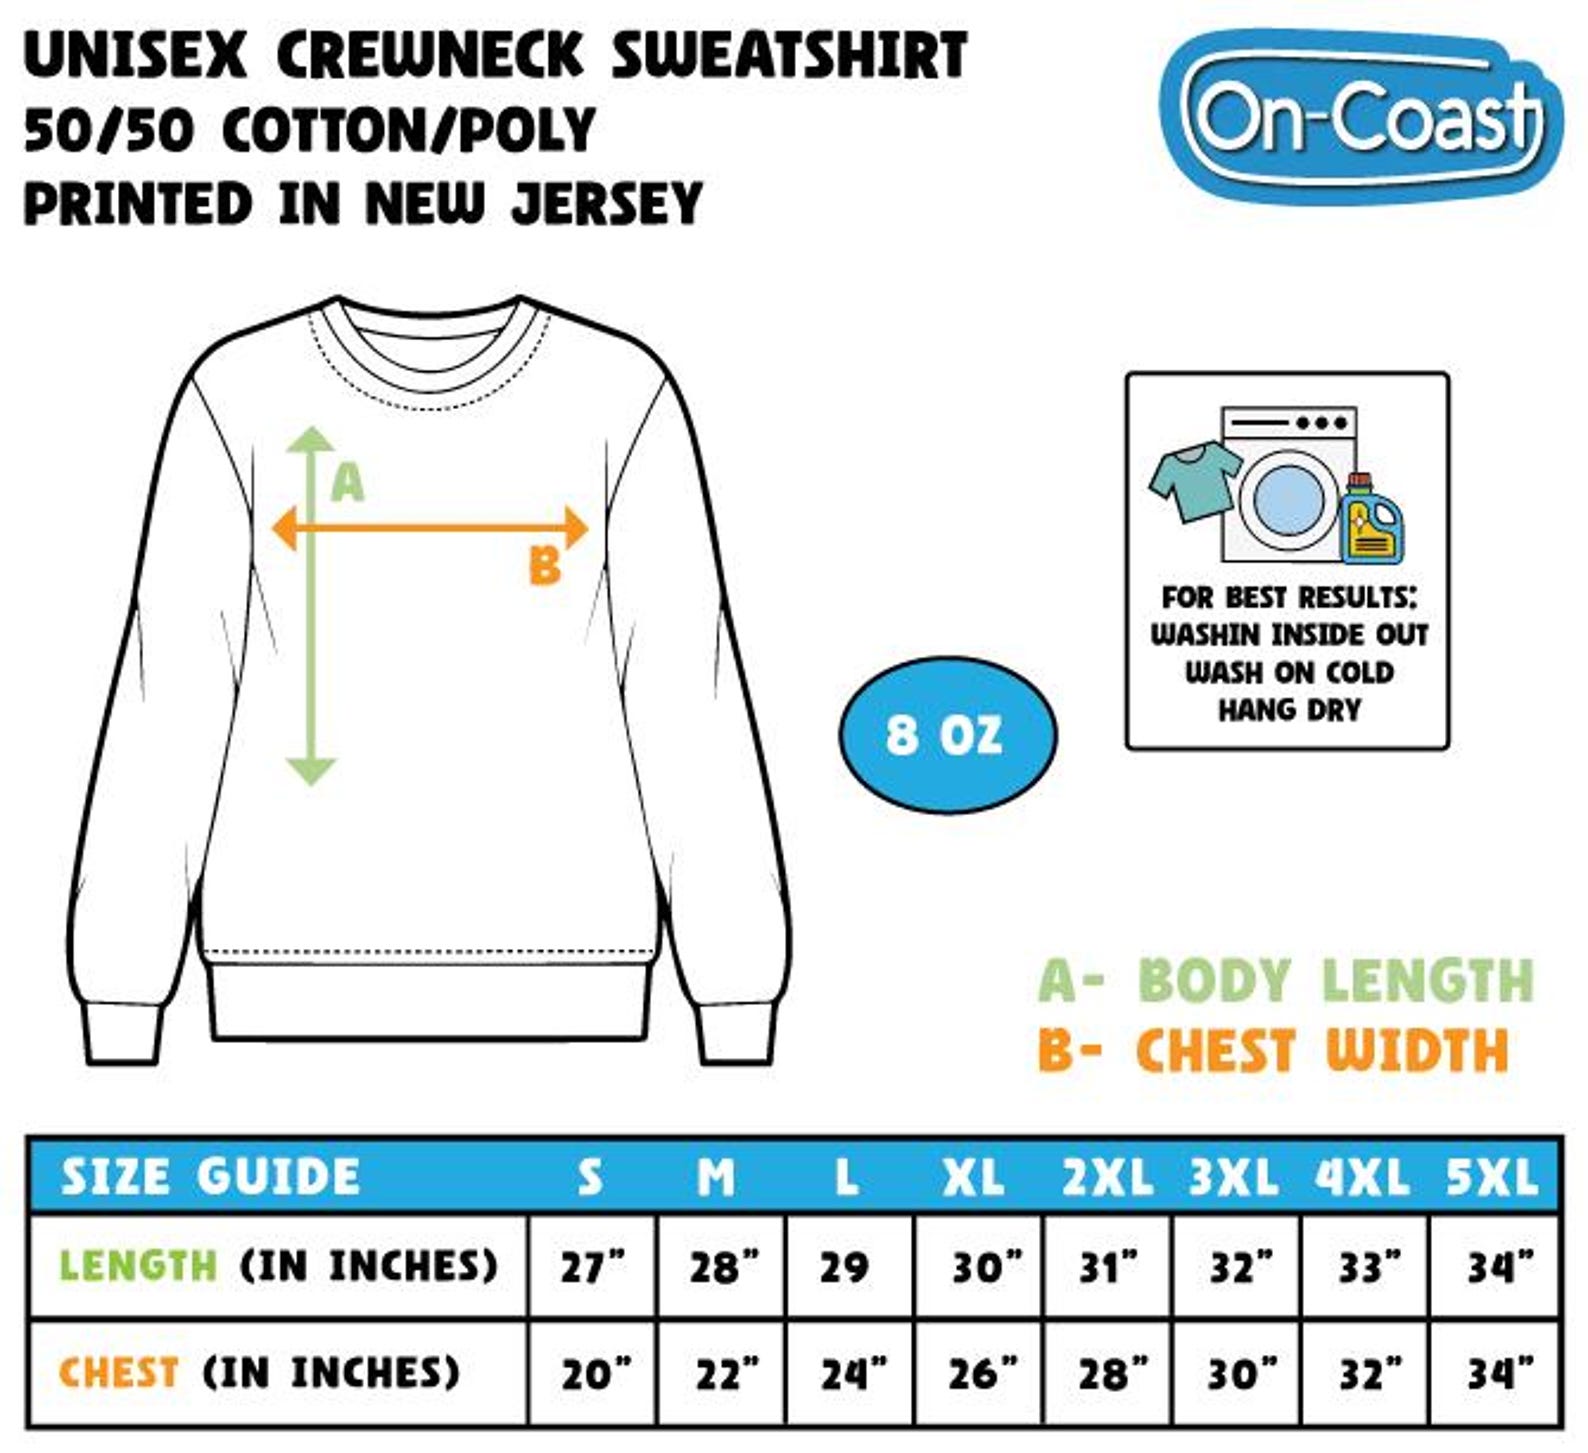 UNISEX CREWNECK SWEATSHIRT
50/50 COTTON/POLY
PRINTED IN NEW JERSEY
On-Coast
A
B
8 OZ
FOR BEST RESULTS:
WASHIN INSIDE OUT
WASH ON COLD
HANG DRY
A- BODY LENGTH
B- CHEST WIDTH
SIZE GUIDE S M L XL 2XL 3XL 4XL 5XL
LENGTH (IN INCHES) 27" 28" 29 30" 31" 32" 33" 34"
CHEST (IN INCHES) 20" 22" 24" 26" 28" 30" 32" 34"